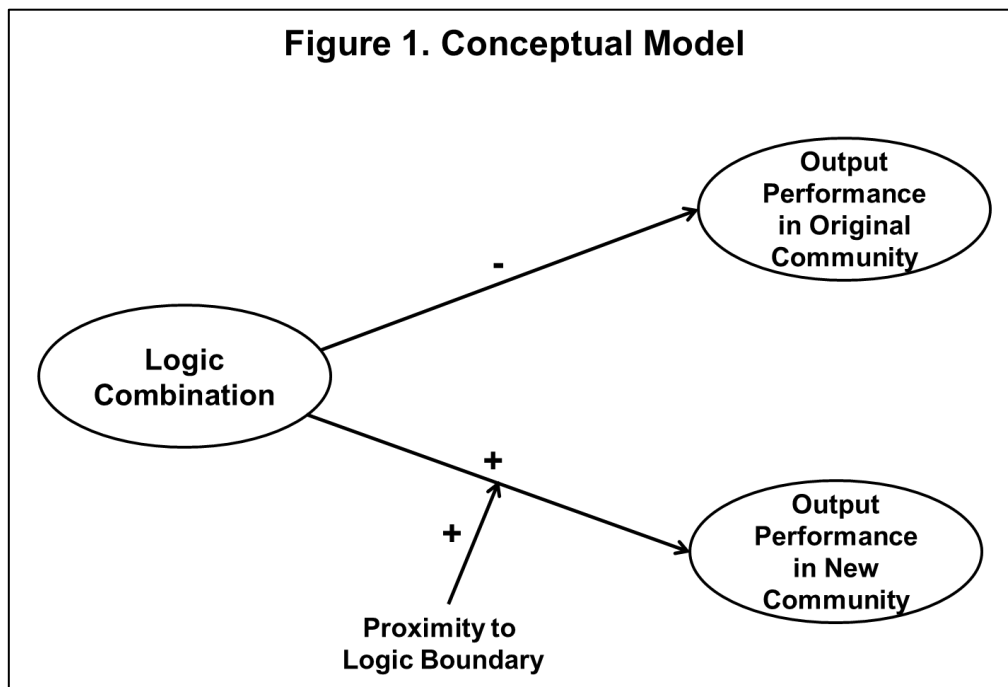 Figure 1. Conceptual Model
Output
Performance
in Original
Community
-
Logic
Combination
+
+
Output
Performance
in New
Community
Proximity to
Logic Boundary